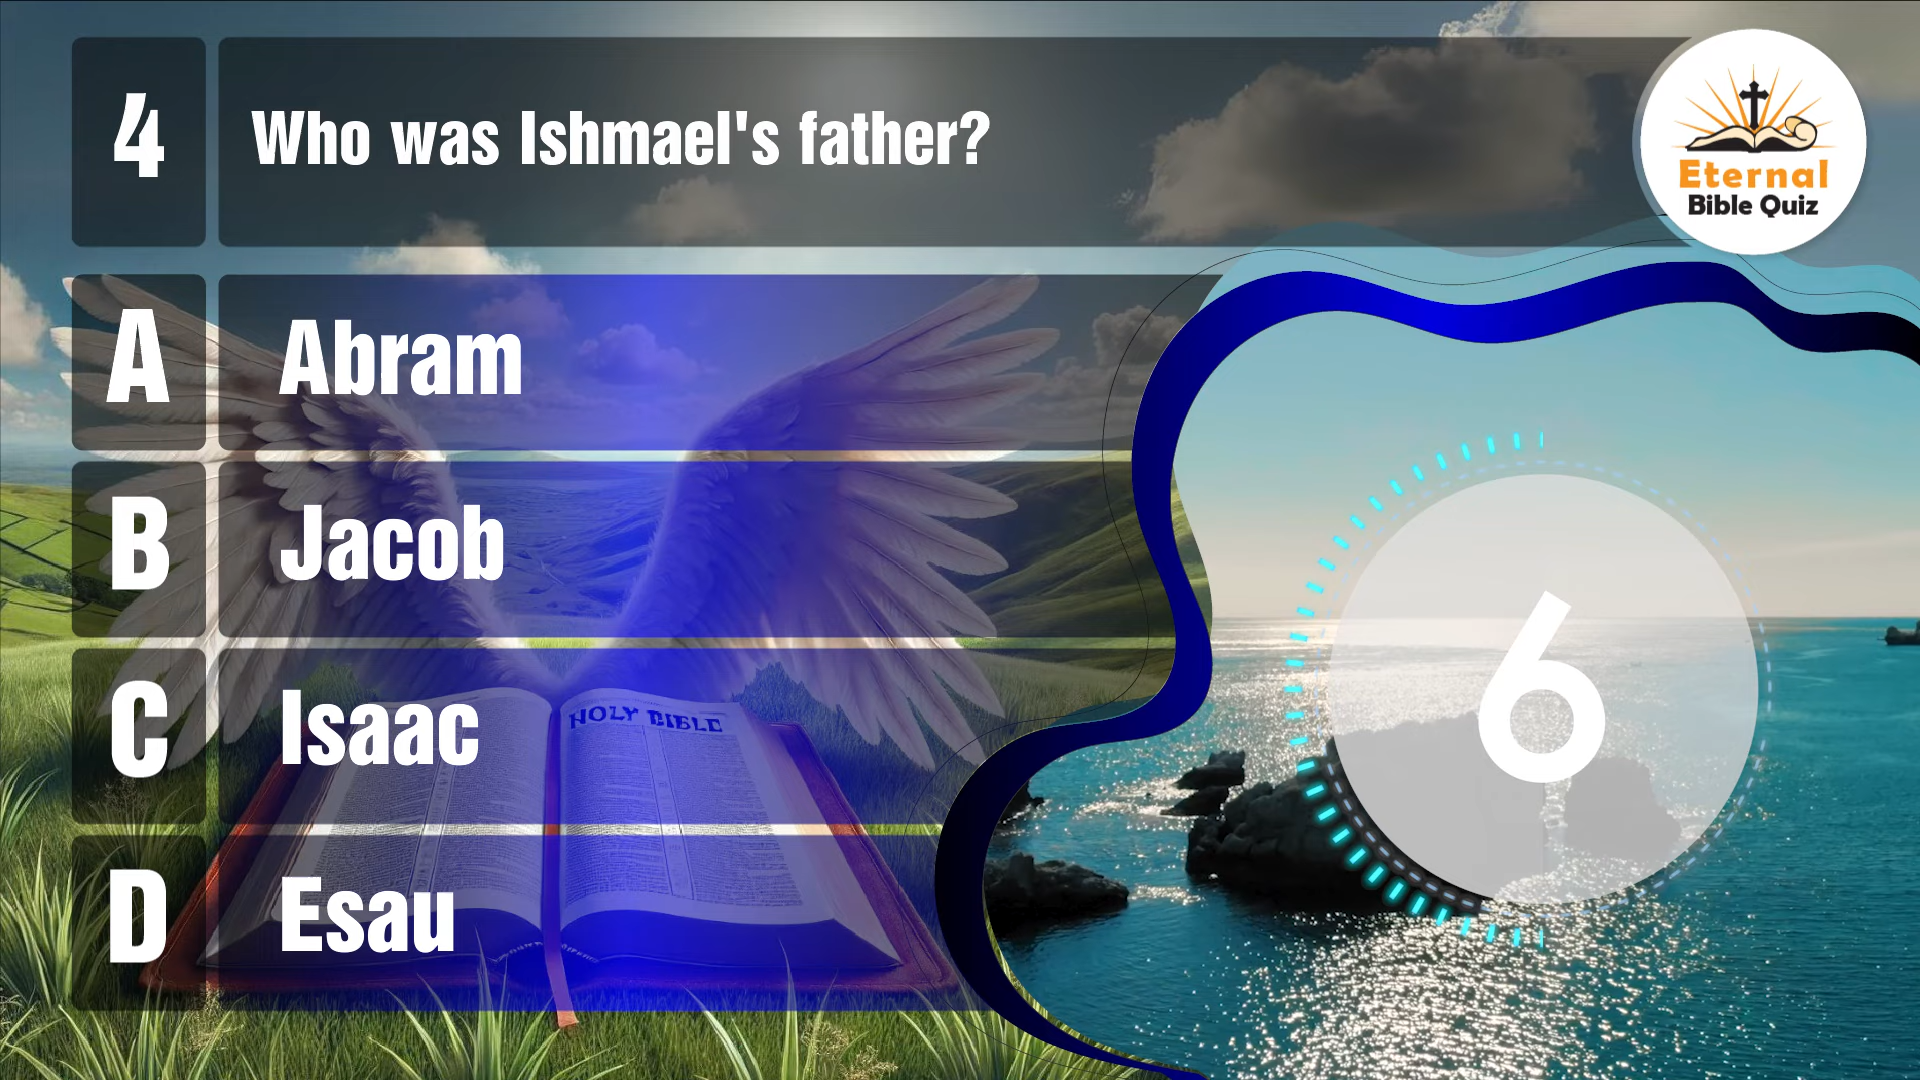 4
Who was Ishmael's father?
Eternal
Bible Quiz
A
Abram
B
Jacob
C
Isaac
HOLY BIBLE
D
Esau
6